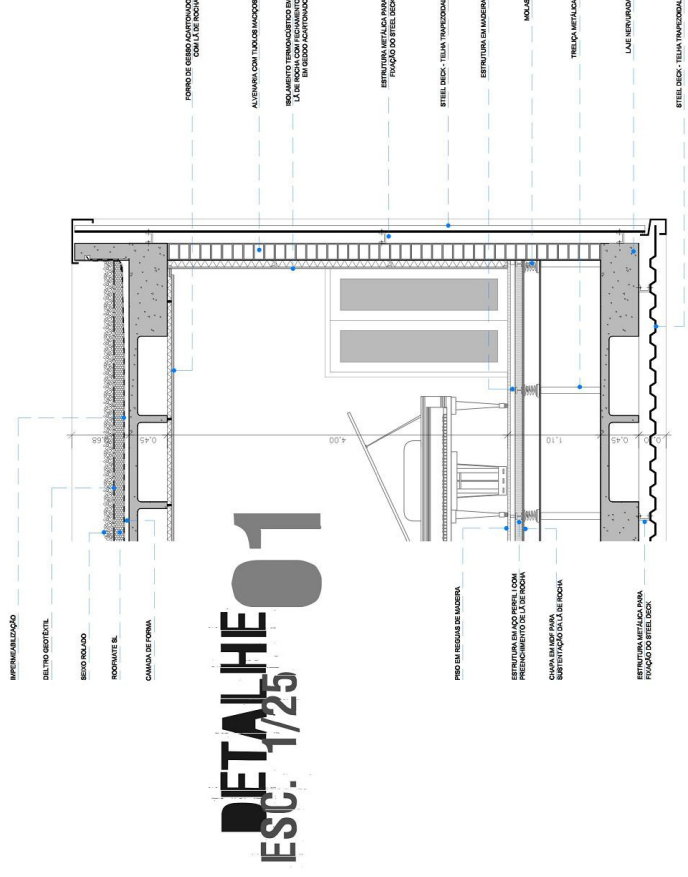 FORRO DE GESSO ACARTONADO
COM LÃ DE ROCHA
ALVENARIA COM TIJOLOS MACIÇOS
ISOLAMENTO TERMOACÚSTICO EM
LÃ DE ROCHA COM FECHAMENTO
EM GEDDO ACARTONADO
ESTRUTURA METÁLICA PARA
FIXAÇÃO DO STEEL DECK
STEEL DECK - TELHA TRAPEZOIDAL
ESTRUTURA EM MADEIRA
MOLAS
TRELIÇA METÁLICA
LAJE NERVURADA
STEEL DECK - TELHA TRAPEZOIDAL
0,68
0,45
4,00
1,10
0,45
IMPERMEABILIZAÇÃO
DELTRO GEOTÊXTIL
SEIXO ROLADO
ROOFMATE SL
CAMADA DE FORMA
PISO EM REGUAS DE MADEIRA
ESTRUTURA EM AÇO PERFIL I COM
PREENCHIMENTO DE LÃ DE ROCHA
CHAPA EM MDF PARA
SUSTENTAÇÃO DA LÃ DE ROCHA
ESTRUTURA METÁLICA PARA
FIXAÇÃO DO STEEL DECK
DETALHE 01
ESC. 1/25